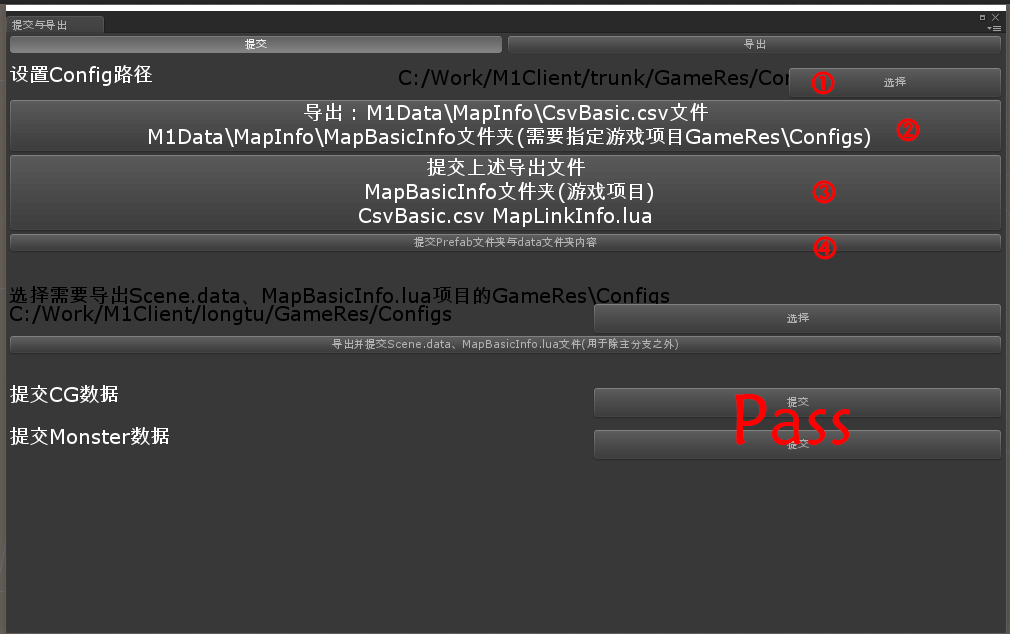 提交与导出
提交
导出
设置Config路径
C:/Work/M1Client/trunk/GameRes/Con
①
选择
导出：M1Data\MapInfo\CsvBasic.csv文件
M1Data\MapInfo\MapBasicInfo文件夹(需要指定游戏项目GameRes\Configs)
②
提交上述导出文件
MapBasicInfo文件夹(游戏项目)
③
CsvBasic.csv MapLinkInfo.lua
提交Prefab文件夹与data文件夹内容
④
选择需要导出Scene.data、MapBasicInfo.lua项目的GameRes\Configs
C:/Work/M1Client/longtu/GameRes/Configs
选择
导出并提交Scene.data、MapBasicInfo.lua文件(用于除主分支之外)
提交CG数据
提交
Pass
提交Monster数据
提交